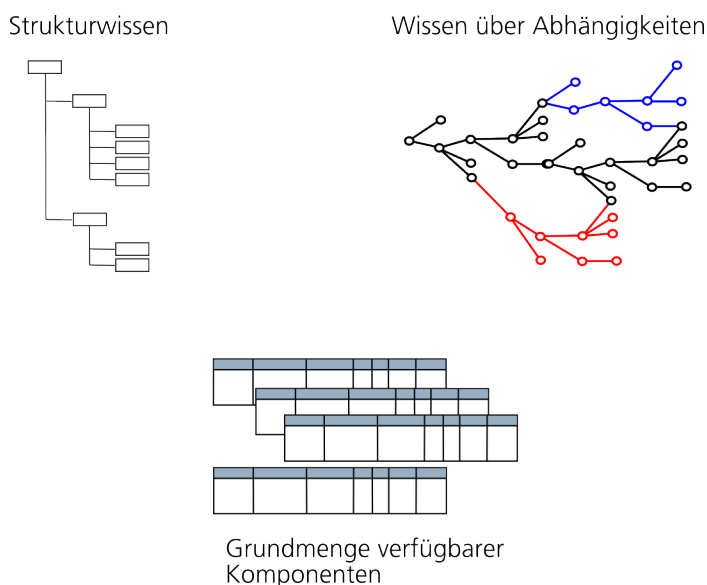 Strukturwissen
Wissen über Abhängigkeiten
Grundmenge verfügbarer
Komponenten